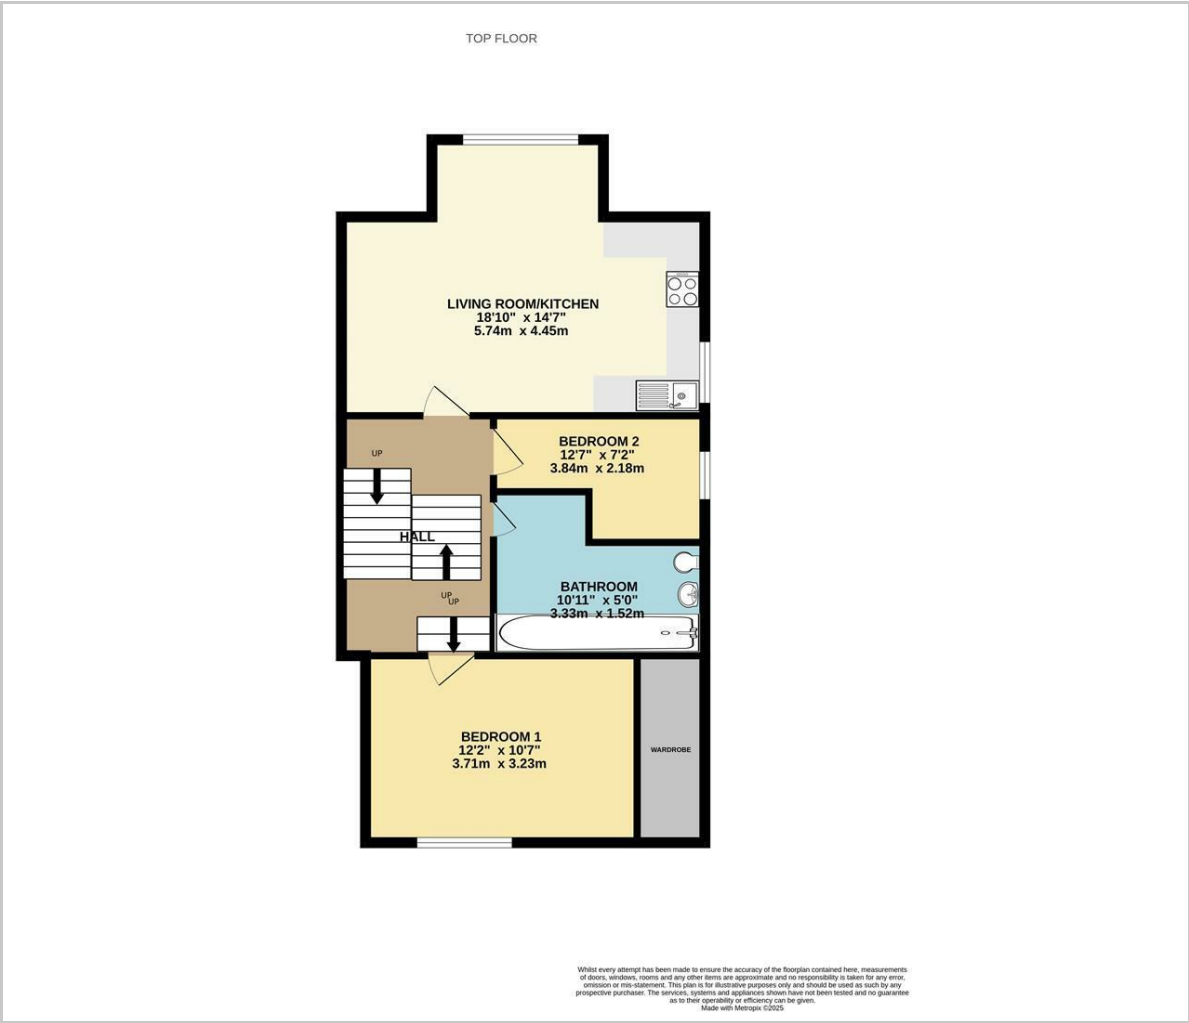 TOP FLOOR
LIVING ROOM/KITCHEN
18'10" x 14'7"
5.74m x 4.45m
BEDROOM 2
12'7" x 7'2"
3.84m x 2.18m
UP
HALL
UP
UP
BATHROOM
10'11" x 5'0"
3.33m x 1.52m
BEDROOM 1
12'2" x 10'7"
3.71m x 3.23m
WARDROBE
Whilst every attempt has been made to ensure the accuracy of the floorplan contained here, measurements
of doors, windows, rooms and any other items are approximate and no responsibility is taken for any error,
omission or mis-statement. This plan is for illustrative purposes only and should be used as such by any
prospective purchaser. The services, systems and appliances shown have not been tested and no guarantee
as to their operability or efficiency can be given.
Made with Metropix ©2025